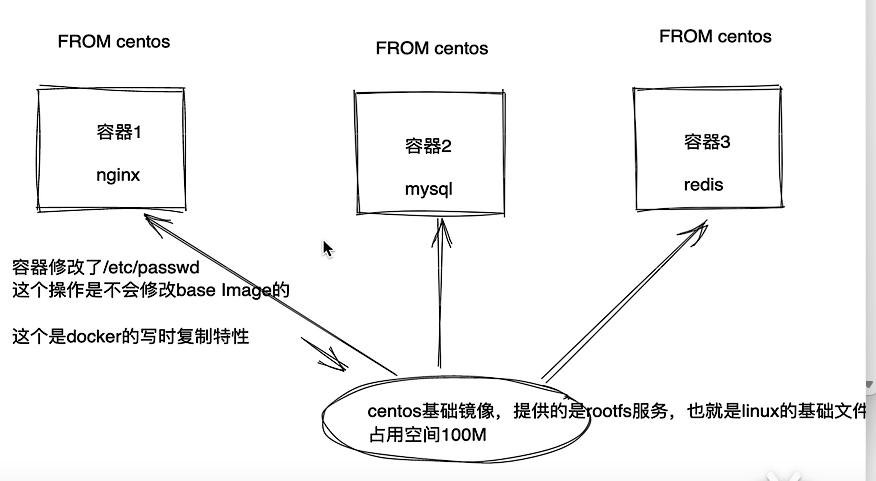 FROM centos
FROM centos
FROM centos
容器1
nginx
容器2
mysql
容器3
redis
容器修改了/etc/passwd
这个操作是不会修改base Image的
这个是docker的写时复制特性
centos基础镜像，提供的是rootfs服务，也就是linux的基础文件
占用空间100M